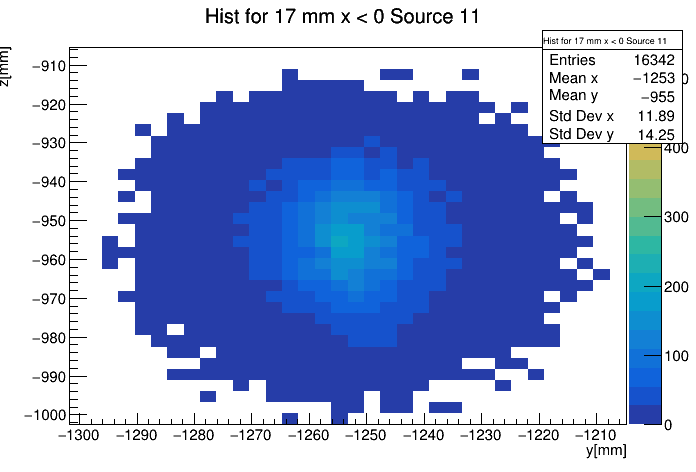 Hist for 17 mm x < 0 Source 11
z[mm]
Hist for 17 mm x < 0 Source 11
Entries 16342
Mean x −1253
Mean y −955
Std Dev x 11.89
Std Dev y 14.25
−910
−920
−930
−940
−950
−960
−970
−980
−990
−1000
400
300
200
100
0
−1300 −1290 −1280 −1270 −1260 −1250 −1240 −1230 −1220 −1210
y[mm]